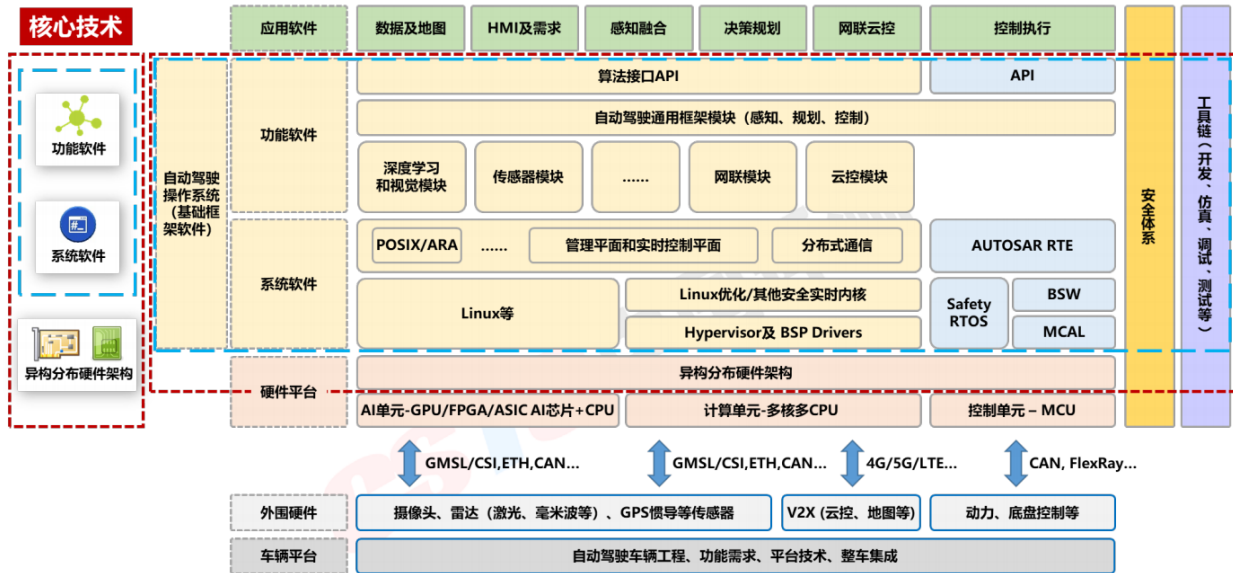 核心技术
功能软件
系统软件
异构分布硬件架构
应用软件
数据及地图
HMI及需求
感知融合
决策规划
网联云控
控制执行
自动驾驶
操作系统
（基础框
架软件）
功能软件
算法接口API
API
自动驾驶通用框架模块（感知、规划、控制）
深度学习
和视觉模块
传感器模块
......
网联模块
云控模块
系统软件
POSIX/ARA
......
管理平面和实时控制平面
分布式通信
AUTOSAR RTE
Linux等
Linux优化/其他安全实时内核
Hypervisor及 BSP Drivers
Safety
RTOS
BSW
MCAL
硬件平台
异构分布硬件架构
AI单元-GPU/FPGA/ASIC AI芯片+CPU
计算单元-多核多CPU
控制单元 – MCU
安全体系
工具链（开发、仿真、调试、测试等）
GMSL/CSI,ETH,CAN...
GMSL/CSI,ETH,CAN...
4G/5G/LTE...
CAN, FlexRay...
外围硬件
摄像头、雷达（激光、毫米波等）、GPS惯导等传感器
V2X (云控、地图等)
动力、底盘控制等
车辆平台
自动驾驶车辆工程、功能需求、平台技术、整车集成